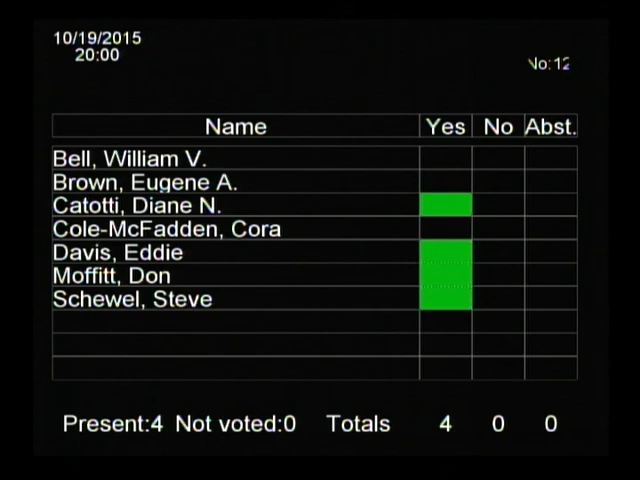 10/19/2015
20:00
No:12
Name Yes No Abst.
Bell, William V.
Brown, Eugene A.
Catotti, Diane N.
Cole-McFadden, Cora
Davis, Eddie
Moffitt, Don
Schewel, Steve
Present:4 Not voted:0 Totals 4 0 0